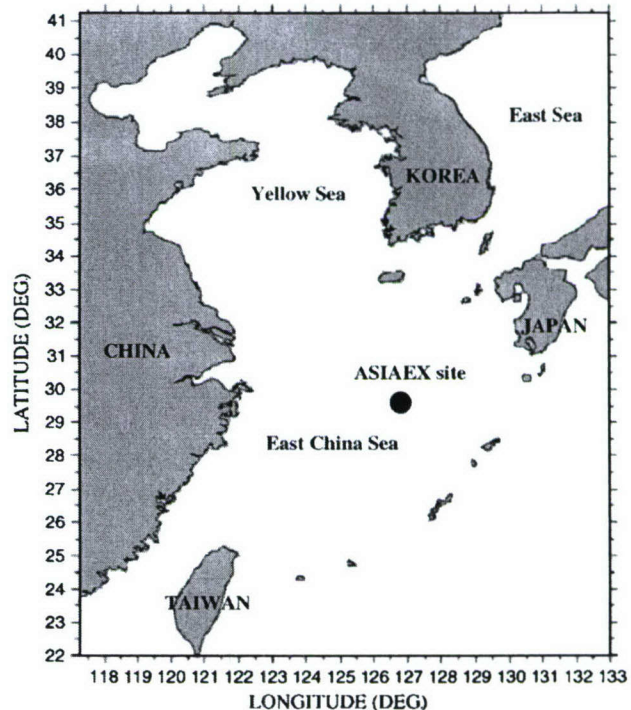 41
40
39
38
37
36
35
34
33
32
31
30
29
28
27
26
25
24
23
22
LATITUDE (DEG)
East Sea
KOREA
Yellow Sea
JAPAN
CHINA
ASIAEX site
East China Sea
TAIWAN
118 119 120 121 122 123 124 125 126 127 128 129 130 131 132 133
LONGITUDE (DEG)